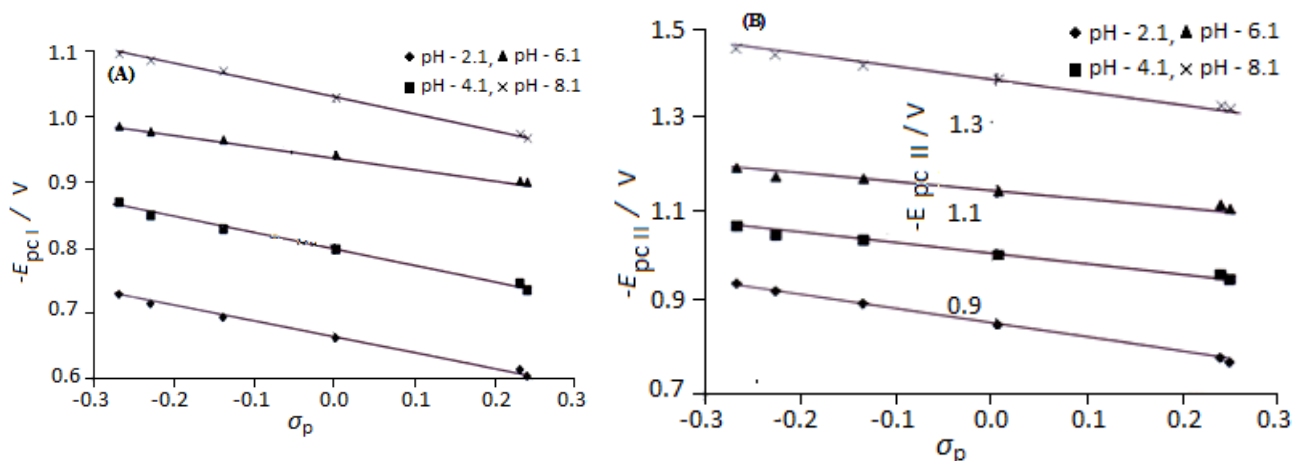 (A)
pH - 2.1, pH - 6.1
pH - 4.1, pH - 8.1
1.1
1.0
0.9
0.8
0.7
0.6
-E pc I / V
-0.3 -0.2 -0.1 0.0 0.1 0.2 0.3
σp
(B)
pH - 2.1, pH - 6.1
pH - 4.1, pH - 8.1
1.5
1.3
1.1
0.9
0.7
-E pc II / V
1.3
1.1
0.9
-E pc II / V
-0.3 -0.2 -0.1 0.0 0.1 0.2 0.3
σp